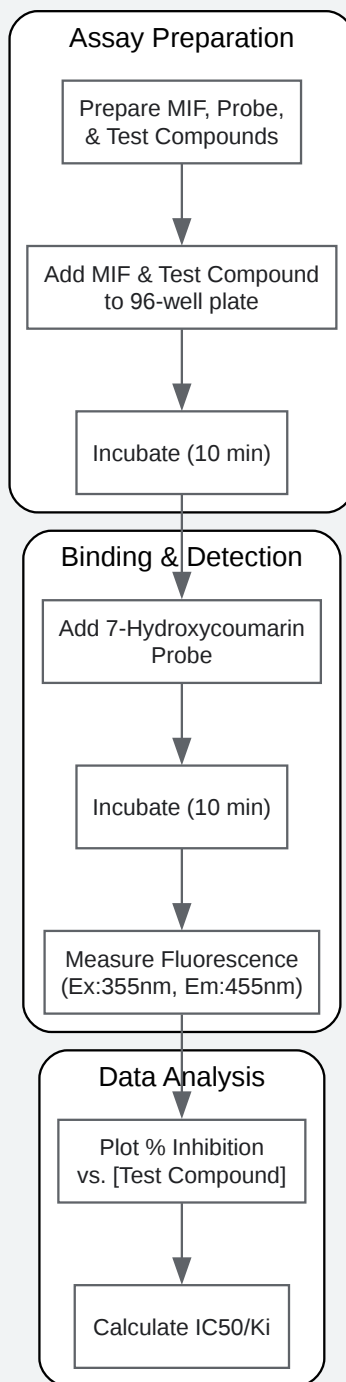 Assay Preparation
Prepare MIF, Probe,
& Test Compounds
Add MIF & Test Compound
to 96-well plate
Incubate (10 min)
Binding & Detection
Add 7-Hydroxycoumarin
Probe
Incubate (10 min)
Measure Fluorescence
(Ex:355nm, Em:455nm)
Data Analysis
Plot % Inhibition
vs. [Test Compound]
Calculate IC50/Ki